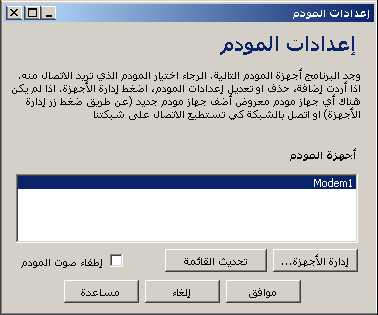 إعدادات المودم
إعدادات المودم
وجد البرنامج أجهزة المودم التالية، الرجاء اختيار المودم الذي تريد الاتصال منه.
اذا أردت إضافة، حذف او تعديل إعدادات المودم، اضغط إدارة الأجهزة، اذا لم يكن
هناك أي جهاز مودم معروض أضف جهاز مودم جديد (عن طريق ضغط زر إدارة
الأجهزة) او اتصل بالشبكة كي تستطيع الاتصال على شبكتنا
أجهزة المودم
Modem1
إدارة الأجهزة...
تحديث القائمة
إطفاء صوت المودم
موافق
إلغاء
مساعدة